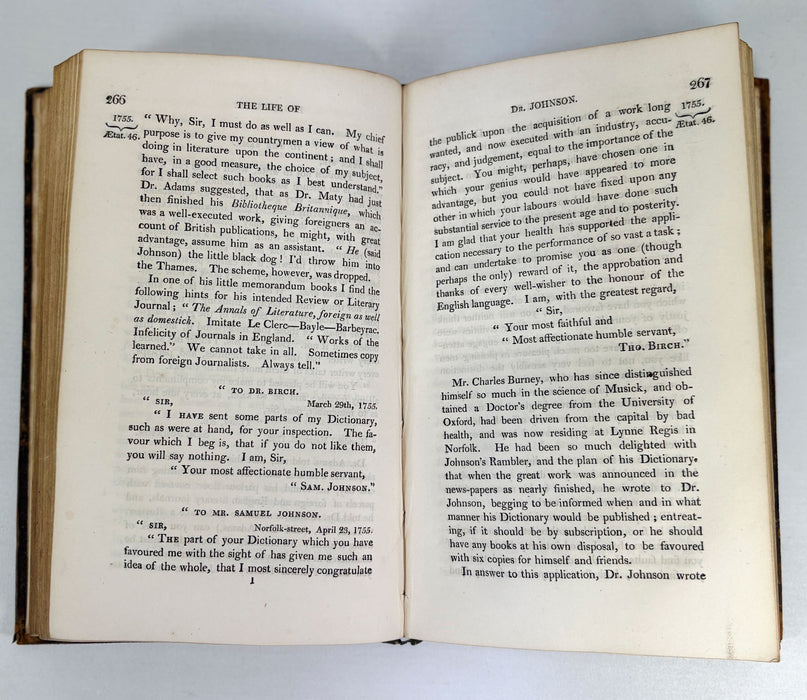 266
THE LIFE OF
1755.
Ætat. 46.
“ Why, Sir, I must do as well as I can. My chief
purpose is to give my countrymen a view of what is
doing in literature upon the continent ; and I shall
have, in a good measure, the choice of my subject,
for I shall select such books as I best understand.”
Dr. Adams suggested, that as Dr. Maty had just
then finished his Bibliotheque Britannique, which
was a well-executed work, giving foreigners an ac-
count of British publications, he might, with great
advantage, assume him as an assistant. “ He (said
Johnson) the little black dog ! I'd throw him into
the Thames. The scheme, however, was dropped.
In one of his little memorandum books I find the
following hints for his intended Review or Literary
Journal ; “ The Annals of Literature, foreign as well
as domestick. Imitate Le Clerc—Bayle—Barbeyrac.
Infelicity of Journals in England. “ Works of the
learned.” We cannot take in all. Sometimes copy
from foreign Journalists. Always tell.”
“ TO DR. BIRCH.
“ SIR,
March 29th, 1755.
“ I HAVE sent some parts of my Dictionary,
such as were at hand, for your inspection. The fa-
vour which I beg is, that if you do not like them,
you will say nothing. I am, Sir,
“ Your most affectionate humble servant,
“ SAM. JOHNSON.”
“ TO MR. SAMUEL JOHNSON.
“ SIR,
Norfolk-street, April 23, 1755.
“ THE part of your Dictionary which you have
favoured me with the sight of has given me such an
idea of the whole, that I most sincerely congratulate
1
DR. JOHNSON.
267
1755.
Ætat. 46.
the publick upon the acquisition of a work long
wanted, and now executed with an industry, accu-
racy, and judgement, equal to the importance of the
subject. You might, perhaps, have chosen one in
which your genius would have appeared to more
advantage, but you could not have fixed upon any
other in which your labours would have done such
substantial service to the present age and to posterity.
I am glad that your health has supported the appli-
cation necessary to the performance of so vast a task ;
and can undertake to promise you as one (though
perhaps the only) reward of it, the approbation and
thanks of every well-wisher to the honour of the
English language. I am, with the greatest regard,
“ Sir,
“ Your most faithful and
“ Most affectionate humble servant,
THO. BIRCH.”
Mr. Charles Burney, who has since distinguished
himself so much in the science of Musick, and ob-
tained a Doctor's degree from the University of
Oxford, had been driven from the capital by bad
health, and was now residing at Lynne Regis in
Norfolk. He had been so much delighted with
Johnson's Rambler, and the plan of his Dictionary,
that when the great work was announced in the
news-papers as nearly finished, he wrote to Dr.
Johnson, begging to be informed when and in what
manner his Dictionary would be published ; entreat-
ing, if it should be by subscription, or he should
have any books at his own disposal, to be favoured
with six copies for himself and friends.
In answer to this application, Dr. Johnson wrote